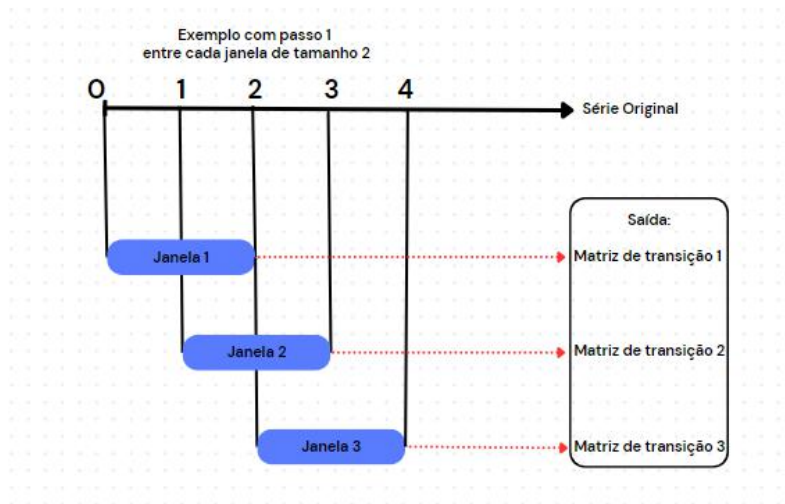 Exemplo com passo 1
entre cada janela de tamanho 2
0 1 2 3 4
Série Original
Saída:
Janela 1
Matriz de transição 1
Janela 2
Matriz de transição 2
Janela 3
Matriz de transição 3